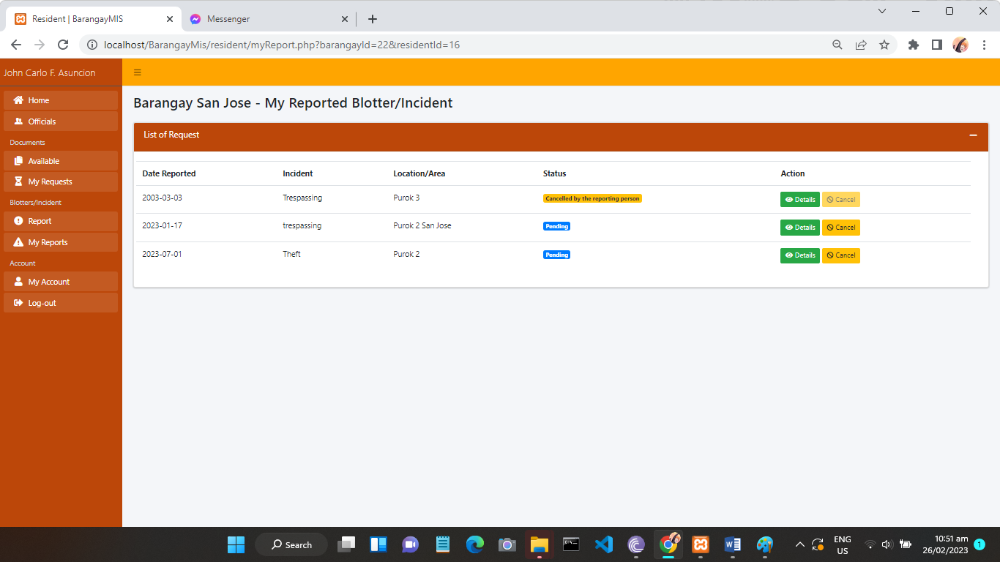 Resident | BarangayMIS
Messenger
localhost/BarangayMis/resident/myReport.php?barangayId=22&residentId=16
John Carlo F. Asuncion
Home
Officials
Documents
Available
My Requests
Blotters/Incident
Report
My Reports
Account
My Account
Log-out
Barangay San Jose - My Reported Blotter/Incident
List of Request
Date Reported Incident Location/Area Status Action
2003-03-03 Trespassing Purok 3 Cancelled by the reporting person Details Cancel
2023-01-17 trespassing Purok 2 San Jose Pending Details Cancel
2023-07-01 Theft Purok 2 Pending Details Cancel
Search
ENG
US
10:51 am
26/02/2023
1